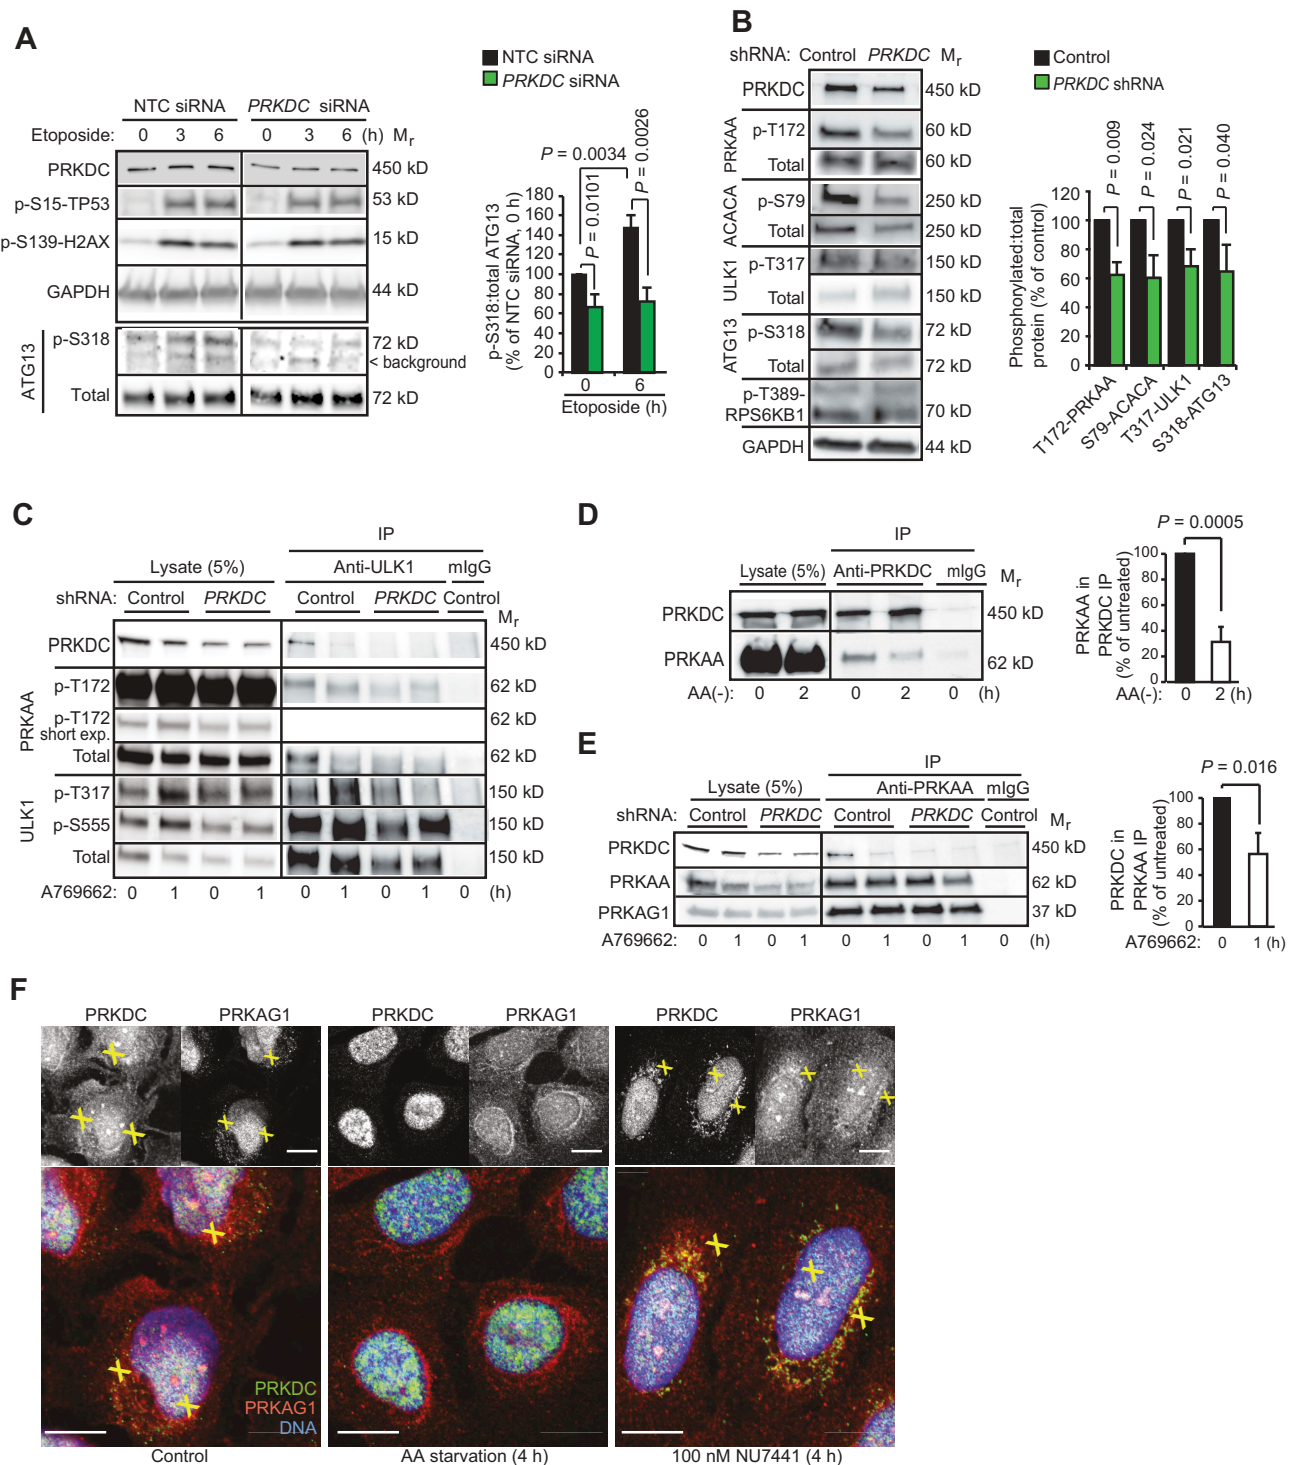 A
NTC siRNA
PRKDC siRNA
NTC siRNA PRKDC siRNA
Etoposide: 0 3 6 0 3 6 (h) Mr
PRKDC 450 kD
p-S15-TP53 53 kD
p-S139-H2AX 15 kD
GAPDH 44 kD
ATG13
p-S318 72 kD
< background
Total 72 kD
P = 0.0034
P = 0.0101
P = 0.0026
p-S318:total ATG13
(% of NTC siRNA, 0 h)
180
160
140
120
100
80
60
40
20
0
0 6
Etoposide (h)
B
shRNA: Control PRKDC Mr
PRKDC 450 kD
PRKAA
p-T172 60 kD
Total 60 kD
ACACA
p-S79 250 kD
Total 250 kD
ULK1
p-T317 150 kD
Total 150 kD
ATG13
p-S318 72 kD
Total 72 kD
p-T389-
RPS6KB1 70 kD
GAPDH 44 kD
Control
PRKDC shRNA
P = 0.009
P = 0.024
P = 0.021
P = 0.040
Phosphorylated:total
protein (% of control)
120
100
80
60
40
20
0
T172-PRKAA
S79-ACACA
T317-ULK1
S318-ATG13
C
IP
Lysate (5%) Anti-ULK1 mIgG
shRNA: Control PRKDC Control PRKDC Control
Mr
PRKDC 450 kD
PRKAA
p-T172 62 kD
p-T172
short exp. 62 kD
Total 62 kD
ULK1
p-T317 150 kD
p-S555 150 kD
Total 150 kD
A769662: 0 1 0 1 0 1 0 1 0 (h)
D
IP
Lysate (5%) Anti-PRKDC mIgG Mr
PRKDC 450 kD
PRKAA 62 kD
AA(-): 0 2 0 2 0 (h)
P = 0.0005
PRKAA in
PRKDC IP
(% of untreated)
100
80
60
40
20
0
AA(-): 0 2 (h)
E
IP
Lysate (5%) Anti-PRKAA mIgG
shRNA: Control PRKDC Control PRKDC Control Mr
PRKDC 450 kD
PRKAA 62 kD
PRKAG1 37 kD
A769662: 0 1 0 1 0 1 0 1 0 (h)
P = 0.016
PRKDC in
PRKAA IP
(% of untreated)
100
80
60
40
20
0
A769662: 0 1 (h)
F
PRKDC PRKAG1 PRKDC PRKAG1 PRKDC PRKAG1
PRKDC
PRKAG1
DNA
Control AA starvation (4 h) 100 nM NU7441 (4 h)